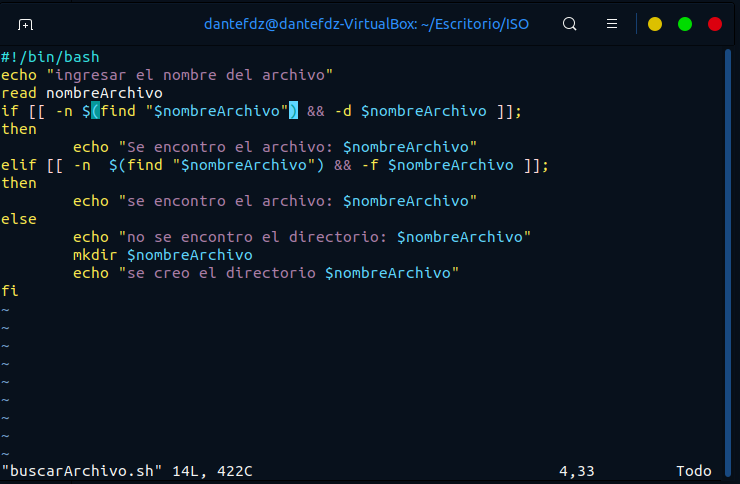 dantefdz@dantefdz-VirtualBox: ~/Escritorio/ISO
#!/bin/bash
echo "ingresar el nombre del archivo"
read nombreArchivo
if [[ -n $(find "$nombreArchivo") && -d $nombreArchivo ]];
then
        echo "Se encontro el archivo: $nombreArchivo"
elif [[ -n  $(find "$nombreArchivo") && -f $nombreArchivo ]];
then
        echo "se encontro el archivo: $nombreArchivo"
else
        echo "no se encontro el directorio: $nombreArchivo"
        mkdir $nombreArchivo
        echo "se creo el directorio $nombreArchivo"
fi
~
~
~
~
~
~
~
~
~
"buscarArchivo.sh" 14L, 422C 4,33 Todo